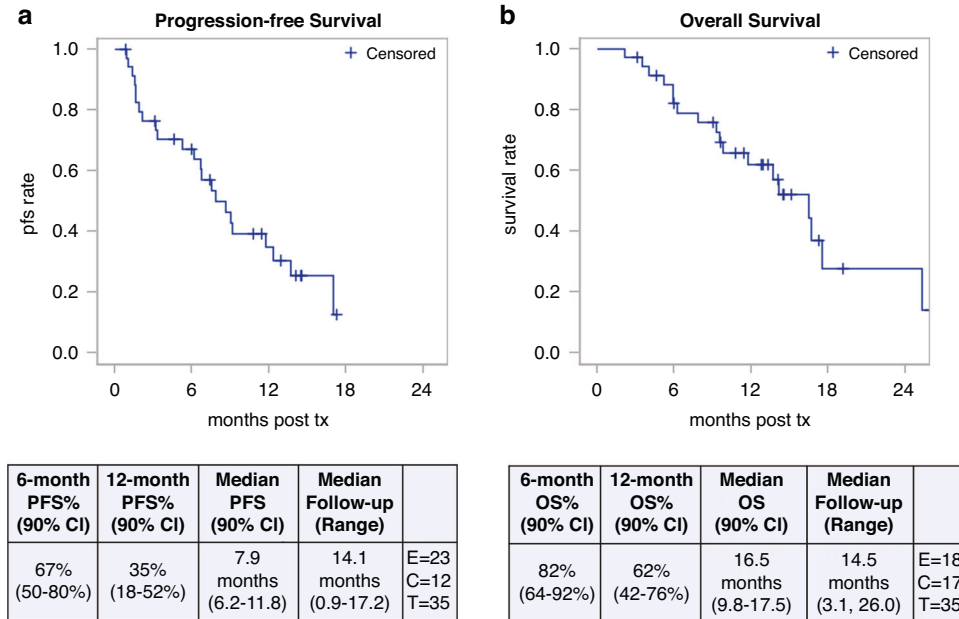 a
Progression-free Survival
Censored
pfs rate
1.0
0.8
0.6
0.4
0.2
0.0
0 6 12 18 24
months post tx
6-month PFS% (90% CI)
12-month PFS% (90% CI)
Median PFS (90% CI)
Median Follow-up (Range)
67% (50-80%)
35% (18-52%)
7.9 months (6.2-11.8)
14.1 months (0.9-17.2)
E=23
C=12
T=35
b
Overall Survival
Censored
survival rate
1.0
0.8
0.6
0.4
0.2
0.0
0 6 12 18 24
months post tx
6-month OS% (90% CI)
12-month OS% (90% CI)
Median OS (90% CI)
Median Follow-up (Range)
82% (64-92%)
62% (42-76%)
16.5 months (9.8-17.5)
14.5 months (3.1, 26.0)
E=18
C=17
T=35